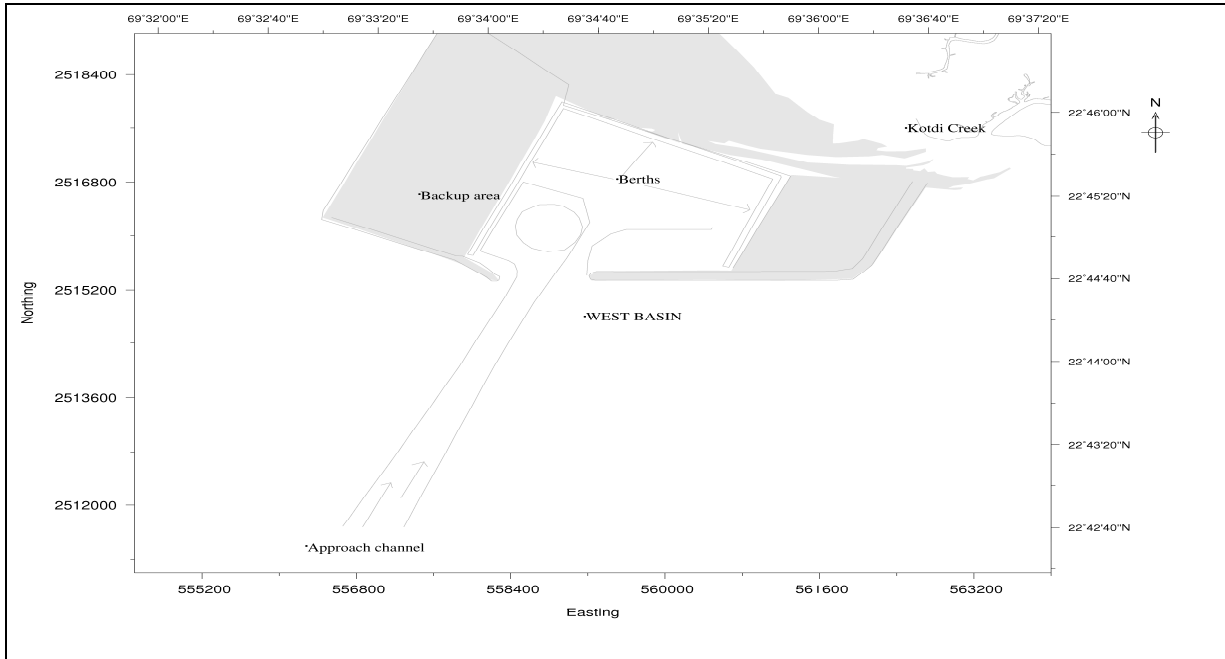 69°32'00"E 69°32'40"E 69°33'20"E 69°34'00"E 69°34'40"E 69°35'20"E 69°36'00"E 69°36'40"E 69°37'20"E
2518400
2516800
2515200
2513600
2512000
Northing
22°46'00"N
22°45'20"N
22°44'40"N
22°44'00"N
22°43'20"N
22°42'40"N
N
Kotdi Creek
Berths
Backup area
WEST BASIN
Approach channel
555200 556800 558400 560000 561600 563200
Easting